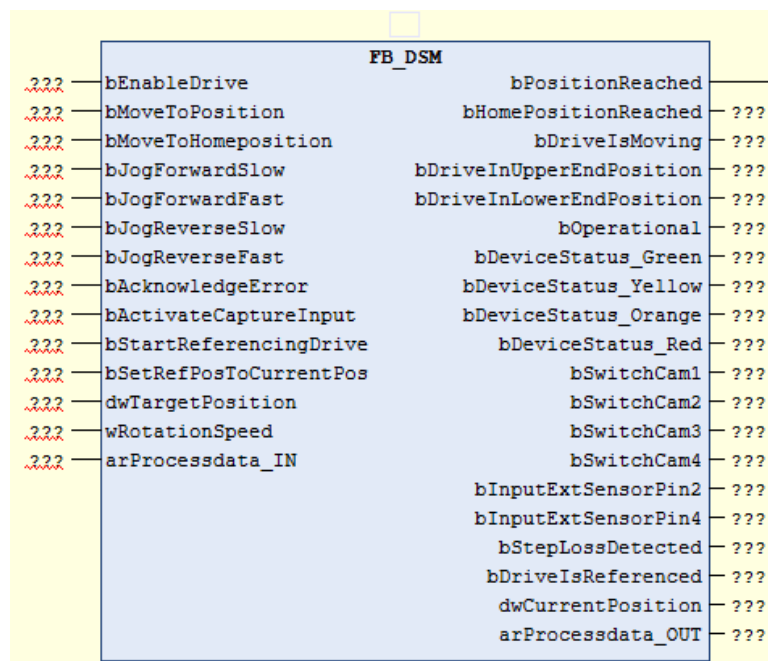 FB_DSM
??? bEnableDrive bPositionReached
??? bMoveToPosition bHomePositionReached ???
??? bMoveToHomeposition bDriveIsMoving ???
??? bJogForwardSlow bDriveInUpperEndPosition ???
??? bJogForwardFast bDriveInLowerEndPosition ???
??? bJogReverseSlow bOperational ???
??? bJogReverseFast bDeviceStatus_Green ???
??? bAcknowledgeError bDeviceStatus_Yellow ???
??? bActivateCaptureInput bDeviceStatus_Orange ???
??? bStartReferencingDrive bDeviceStatus_Red ???
??? bSetRefPosToCurrentPos bSwitchCam1 ???
??? dwTargetPosition bSwitchCam2 ???
??? wRotationSpeed bSwitchCam3 ???
??? arProcessdata_IN bSwitchCam4 ???
bInputExtSensorPin2 ???
bInputExtSensorPin4 ???
bStepLossDetected ???
bDriveIsReferenced ???
dwCurrentPosition ???
arProcessdata_OUT ???